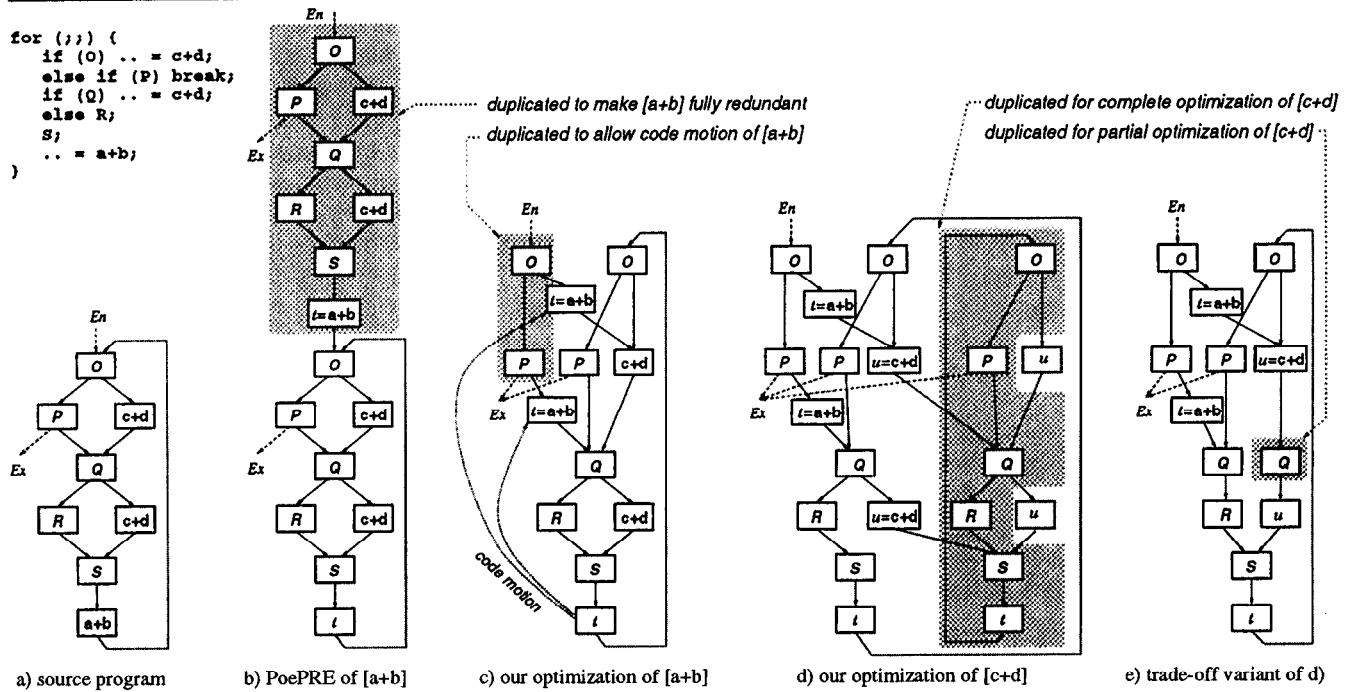 for (;;) {
if (O) .. = c+d;
else if (P) break;
if (Q) .. = c+d;
else R;
S;
.. = a+b;
}
En
O
P
c+d
Ex
Q
R
c+d
S
a+b
a) source program
En
O
P
c+d
Ex
Q
R
c+d
S
t=a+b
O
P
c+d
Ex
Q
R
c+d
S
t
b) PoePRE of [a+b]
duplicated to make [a+b] fully redundant
duplicated to allow code motion of [a+b]
En
O
O
t=a+b
P
P
c+d
Ex
t=a+b
Q
R
c+d
S
code motion
t
c) our optimization of [a+b]
duplicated for complete optimization of [c+d]
duplicated for partial optimization of [c+d]
En
O
O
O
t=a+b
P
P
u=c+d
P
u
Ex
t=a+b
Q
Q
R
u=c+d
R
u
S
S
t
t
d) our optimization of [c+d]
En
O
O
t=a+b
P
P
u=c+d
Ex
t=a+b
Q
Q
R
u
S
t
e) trade-off variant of d)